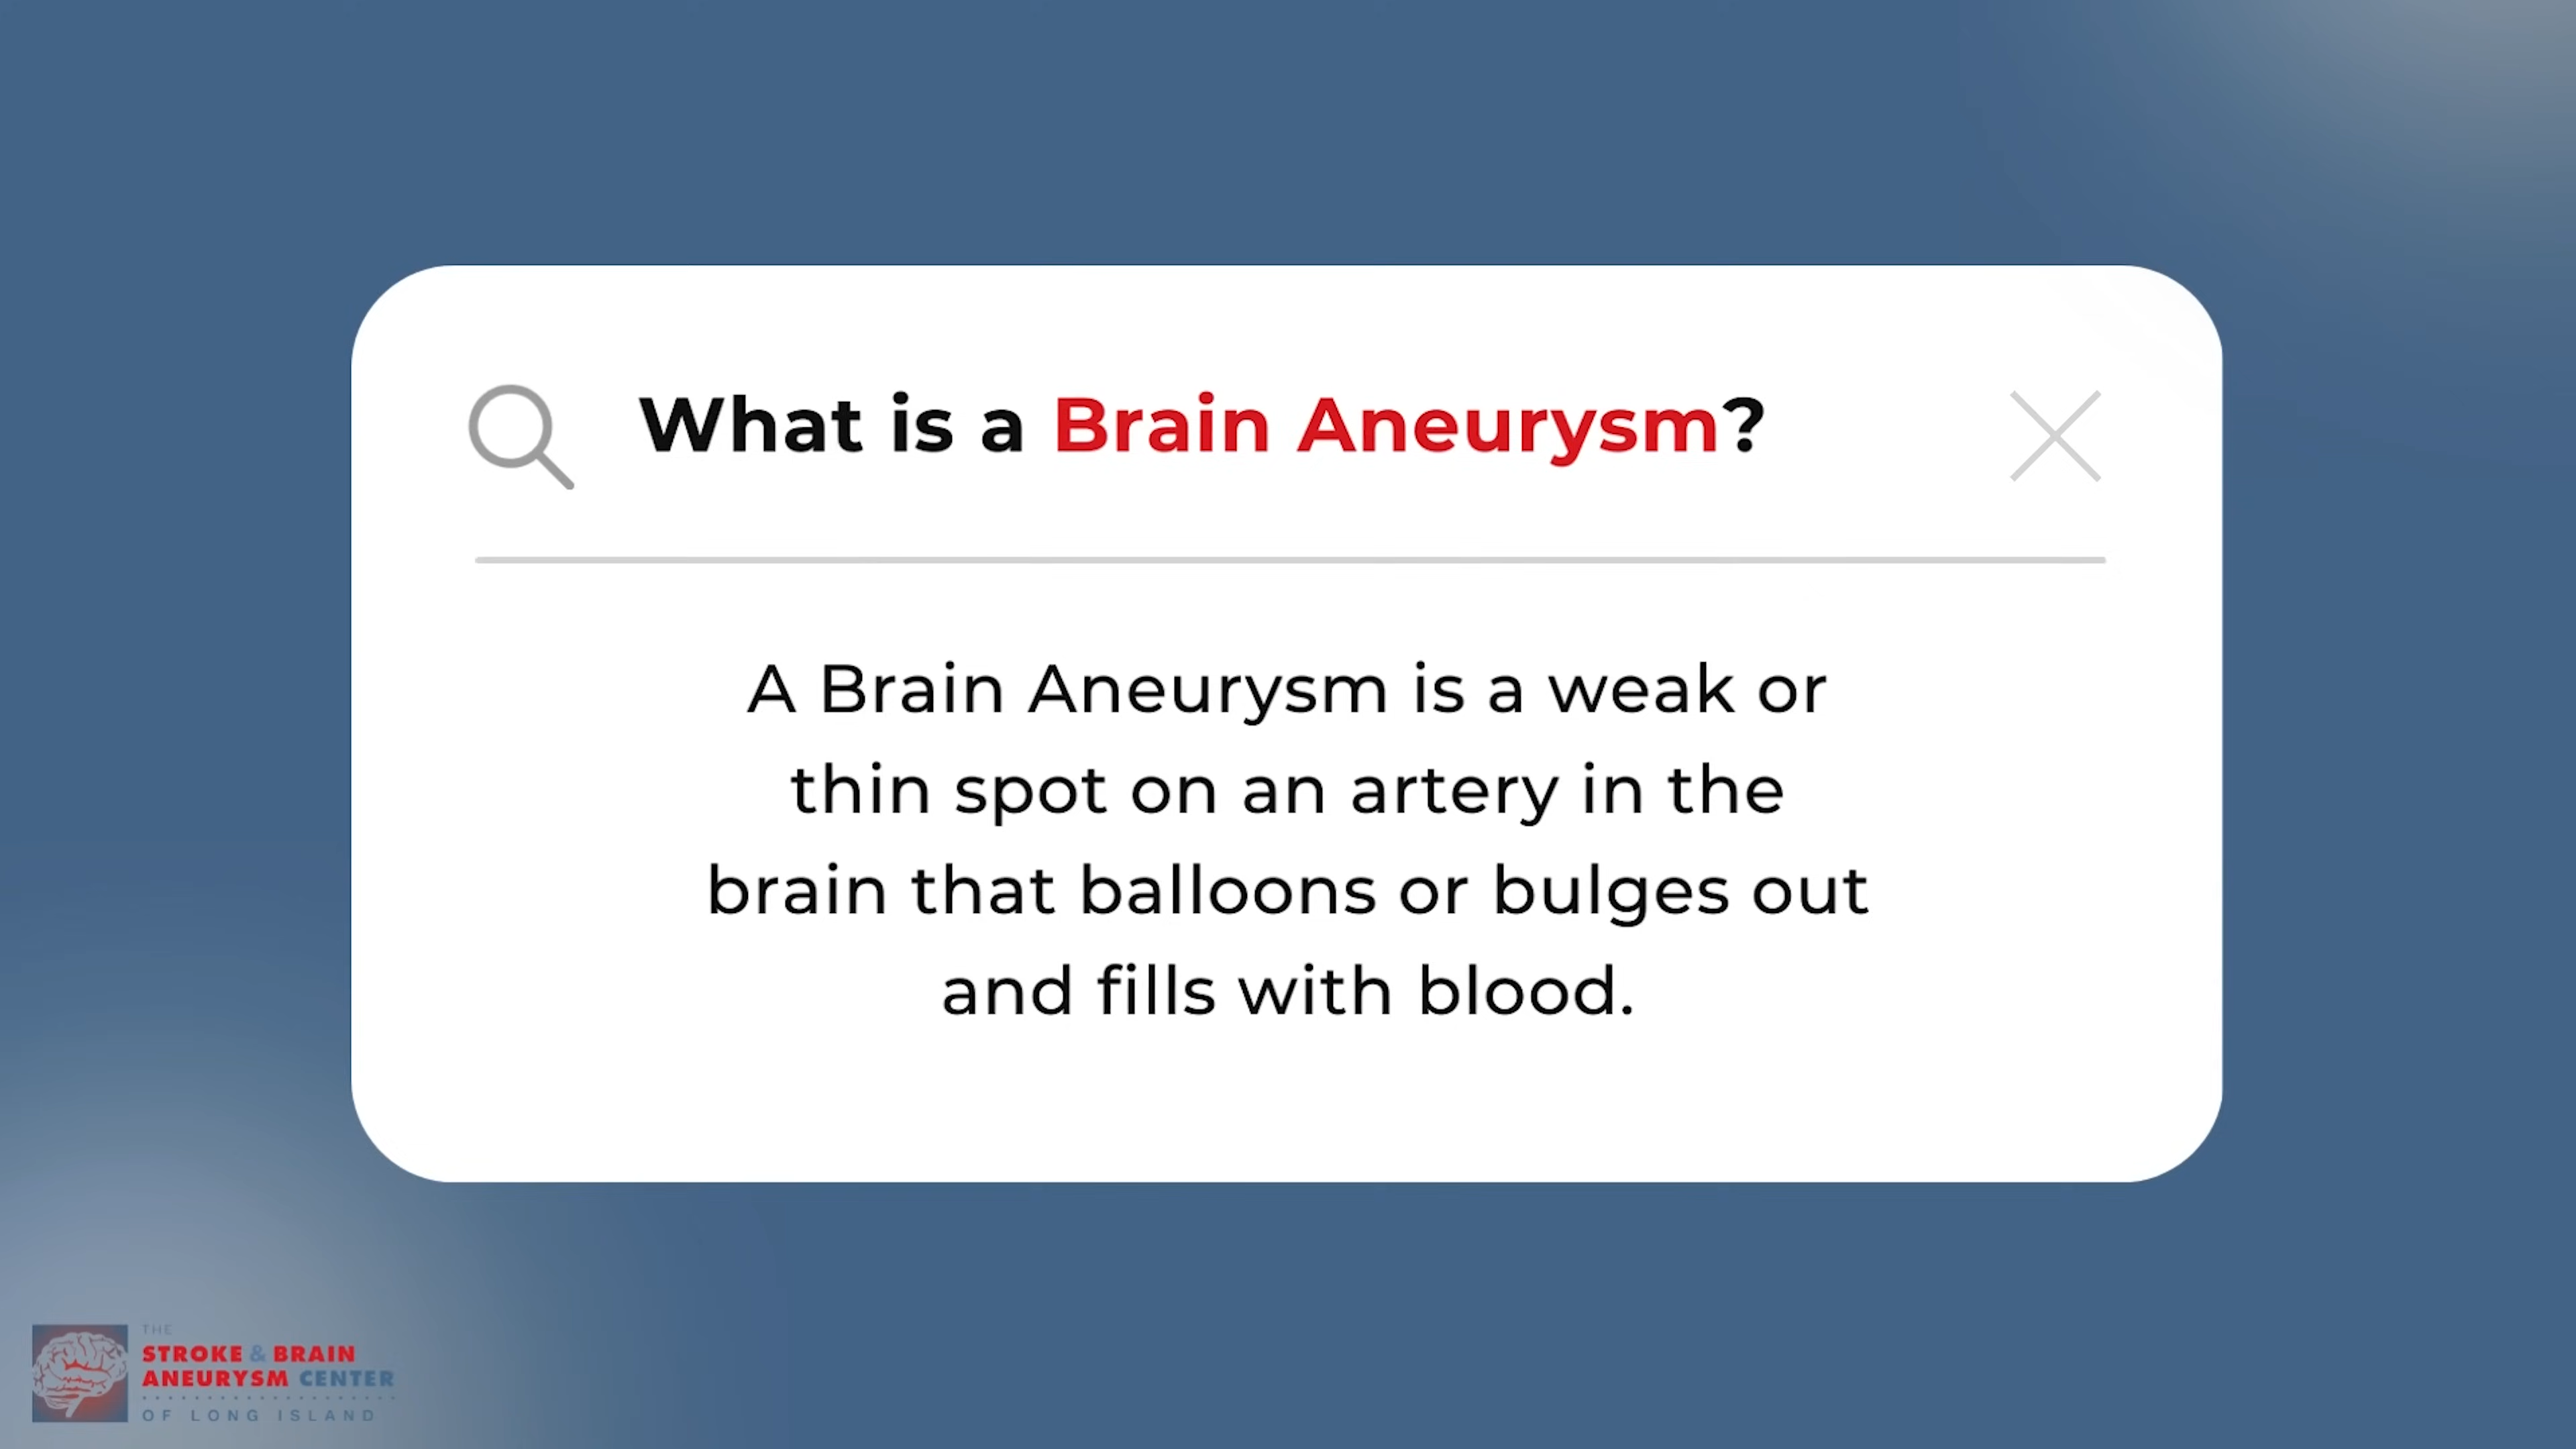 What is a Brain Aneurysm?
A Brain Aneurysm is a weak or
thin spot on an artery in the
brain that balloons or bulges out
and fills with blood.
THE
STROKE & BRAIN
ANEURYSM CENTER
OF LONG ISLAND